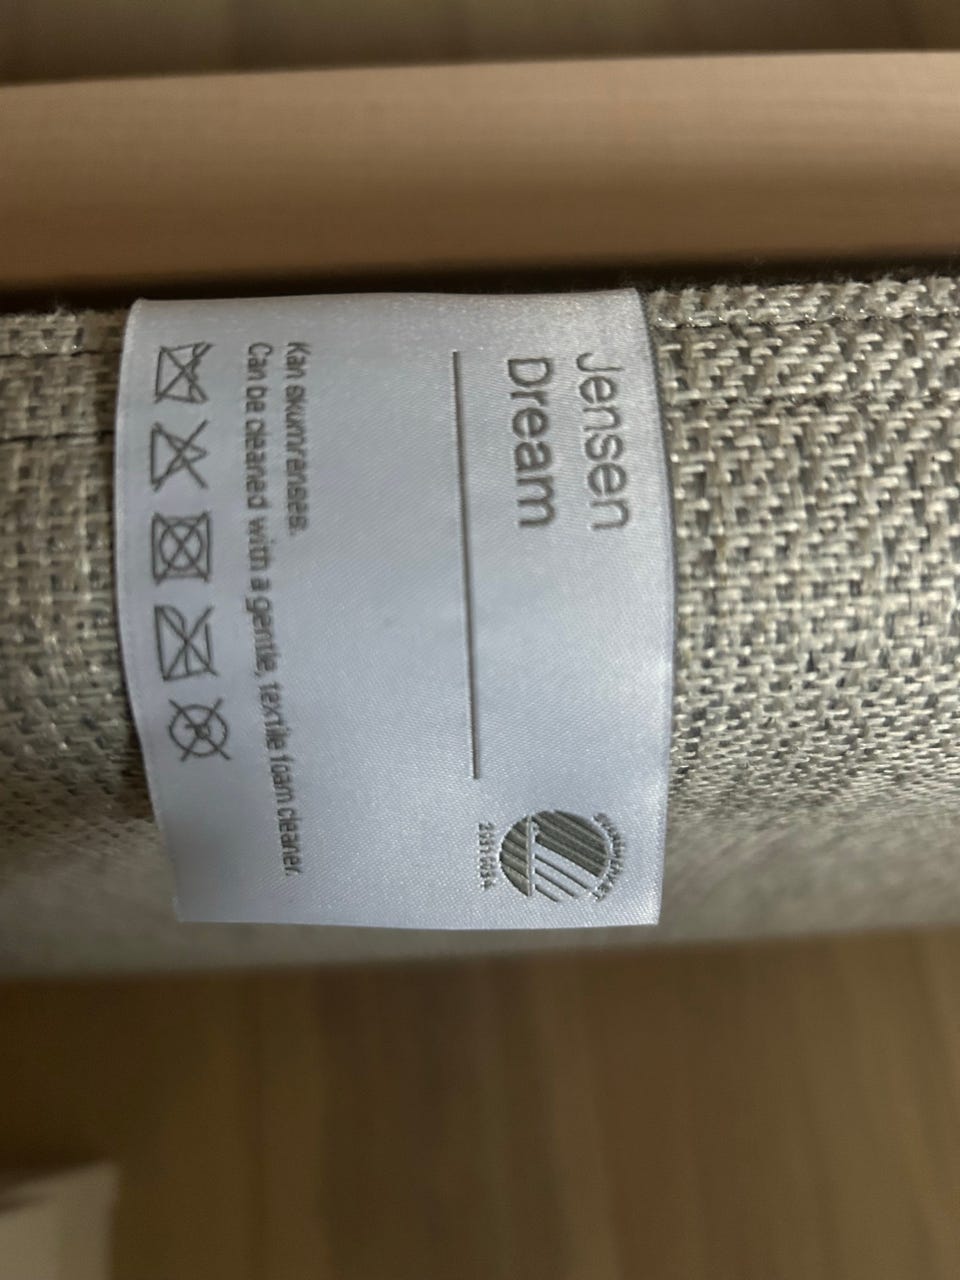 Jensen
Dream
Kan skumrenses.
Can be cleaned with a gentle, textile foam cleaner.